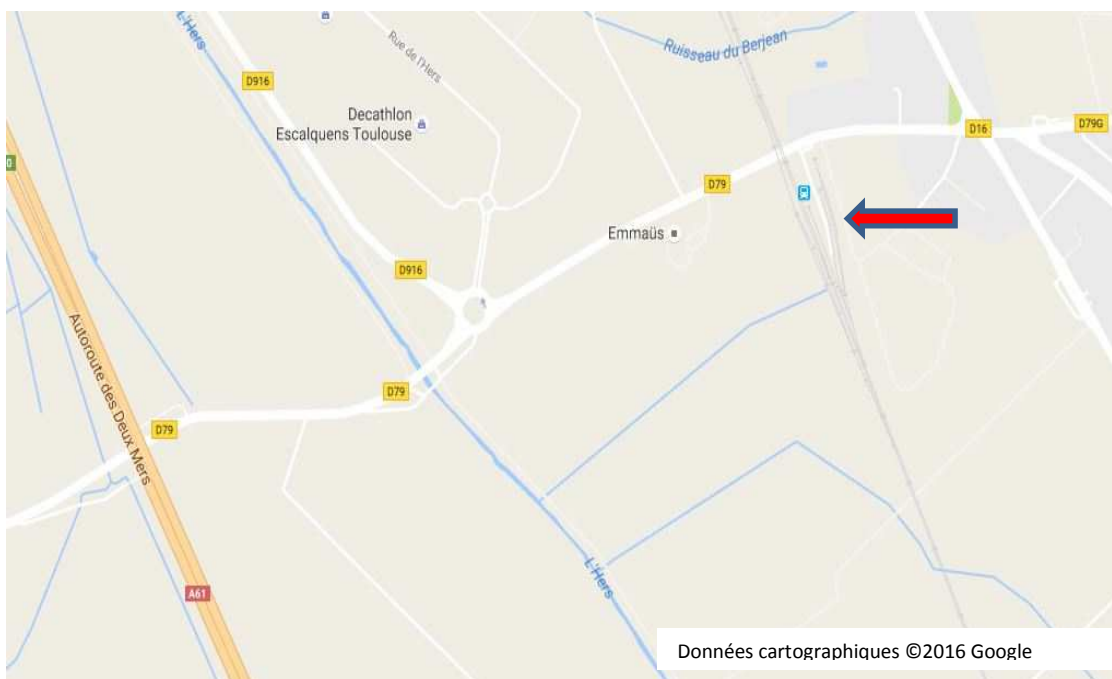 L'Hers
D916
Rue de l'Hers
Ruisseau du Berjean
Decathlon
Escalquens Toulouse
D16
D79G
0
D79
Emmaüs
D916
Autoroute des Deux Mers
D79
D79
A61
L'Hers
Données cartographiques ©2016 Google